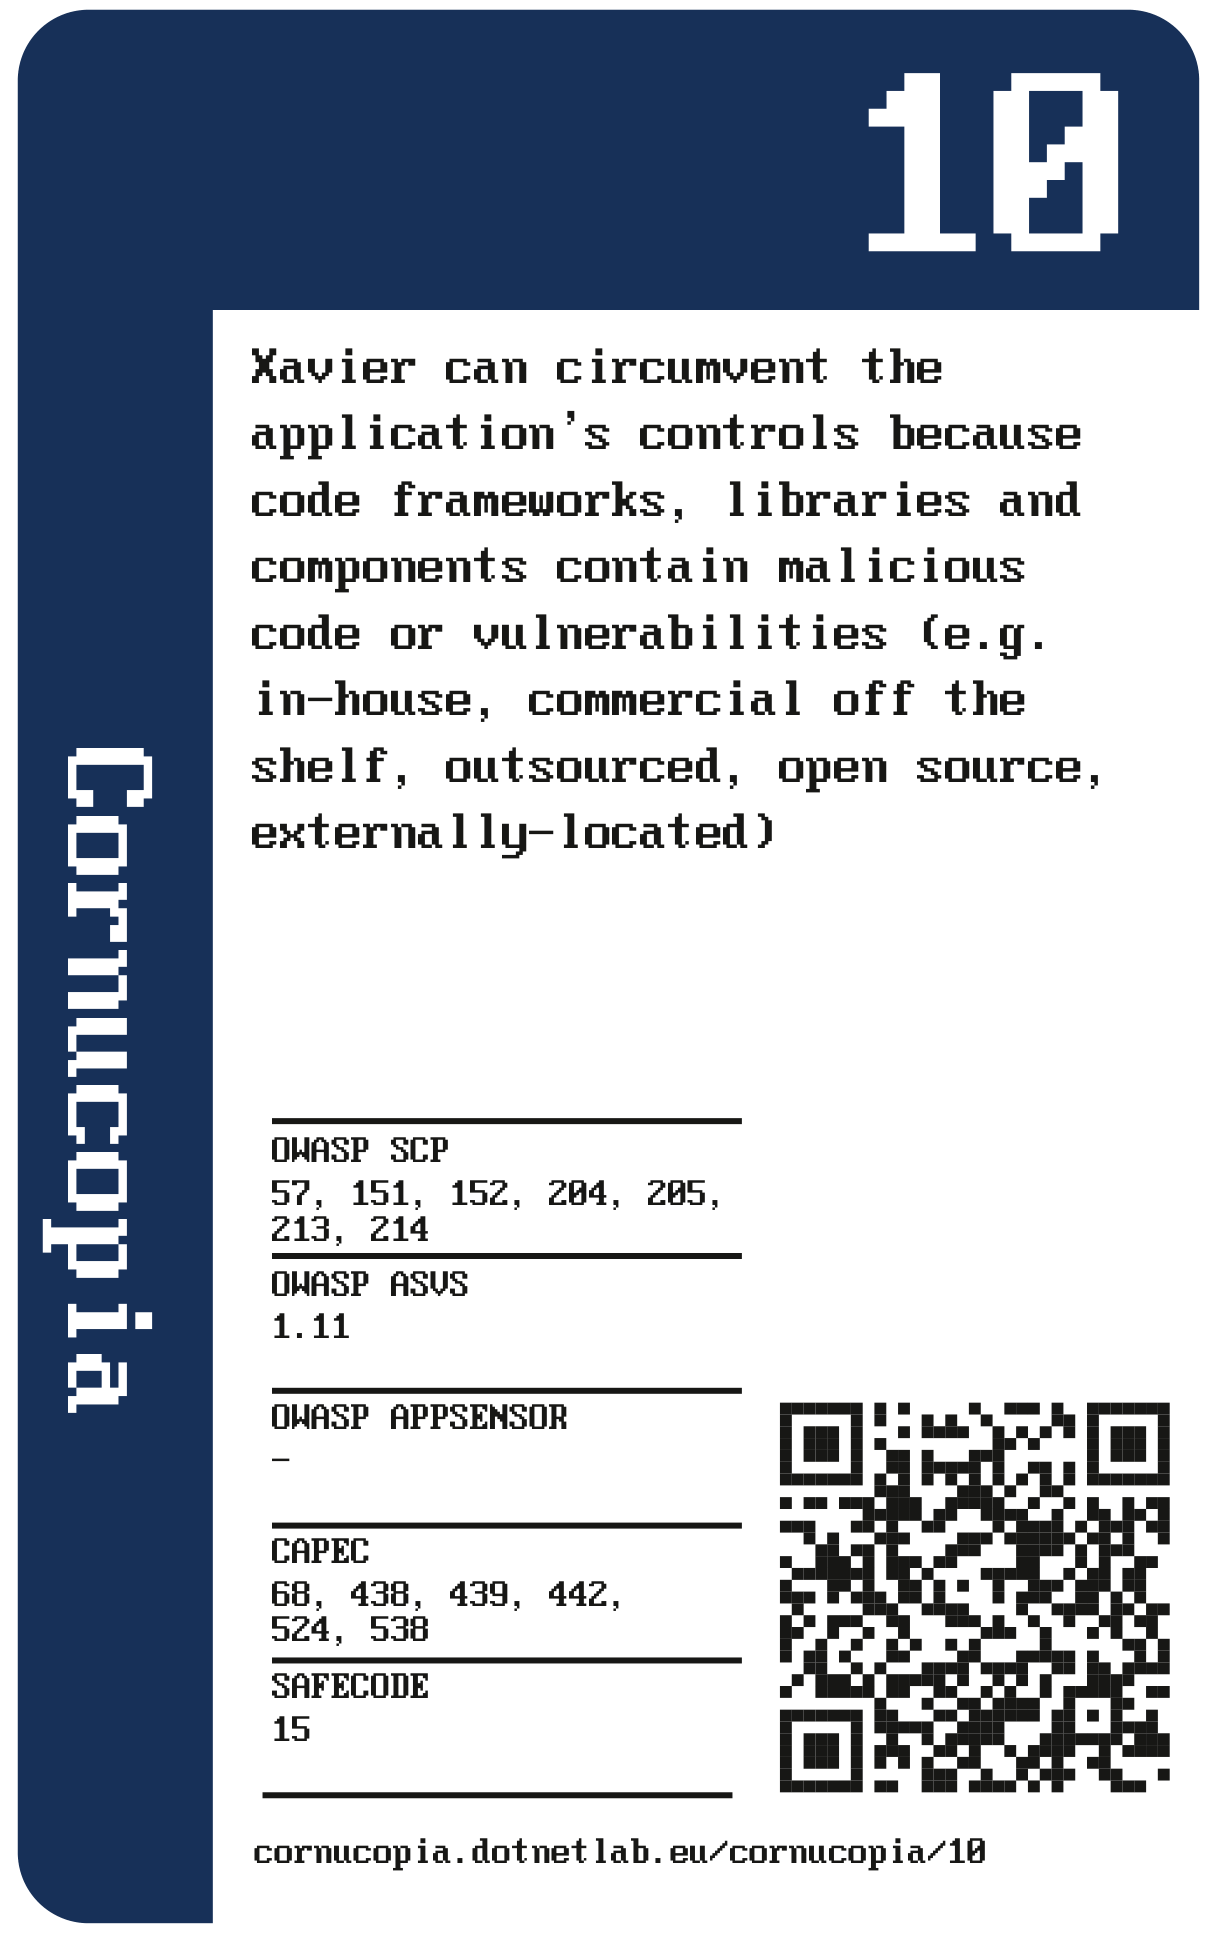 10
Xavier can circumvent the
application's controls because
code frameworks, libraries and
components contain malicious
code or vulnerabilities (e.g.
in-house, commercial off the
shelf, outsourced, open source,
externally-located)
Cornucopia
OWASP SCP
57, 151, 152, 204, 205,
213, 214
OWASP ASVS
1.11
OWASP APPSENSOR
-
CAPEC
68, 438, 439, 442,
524, 538
SAFECODE
15
cornucopia.dotnetlab.eu/cornucopia/10